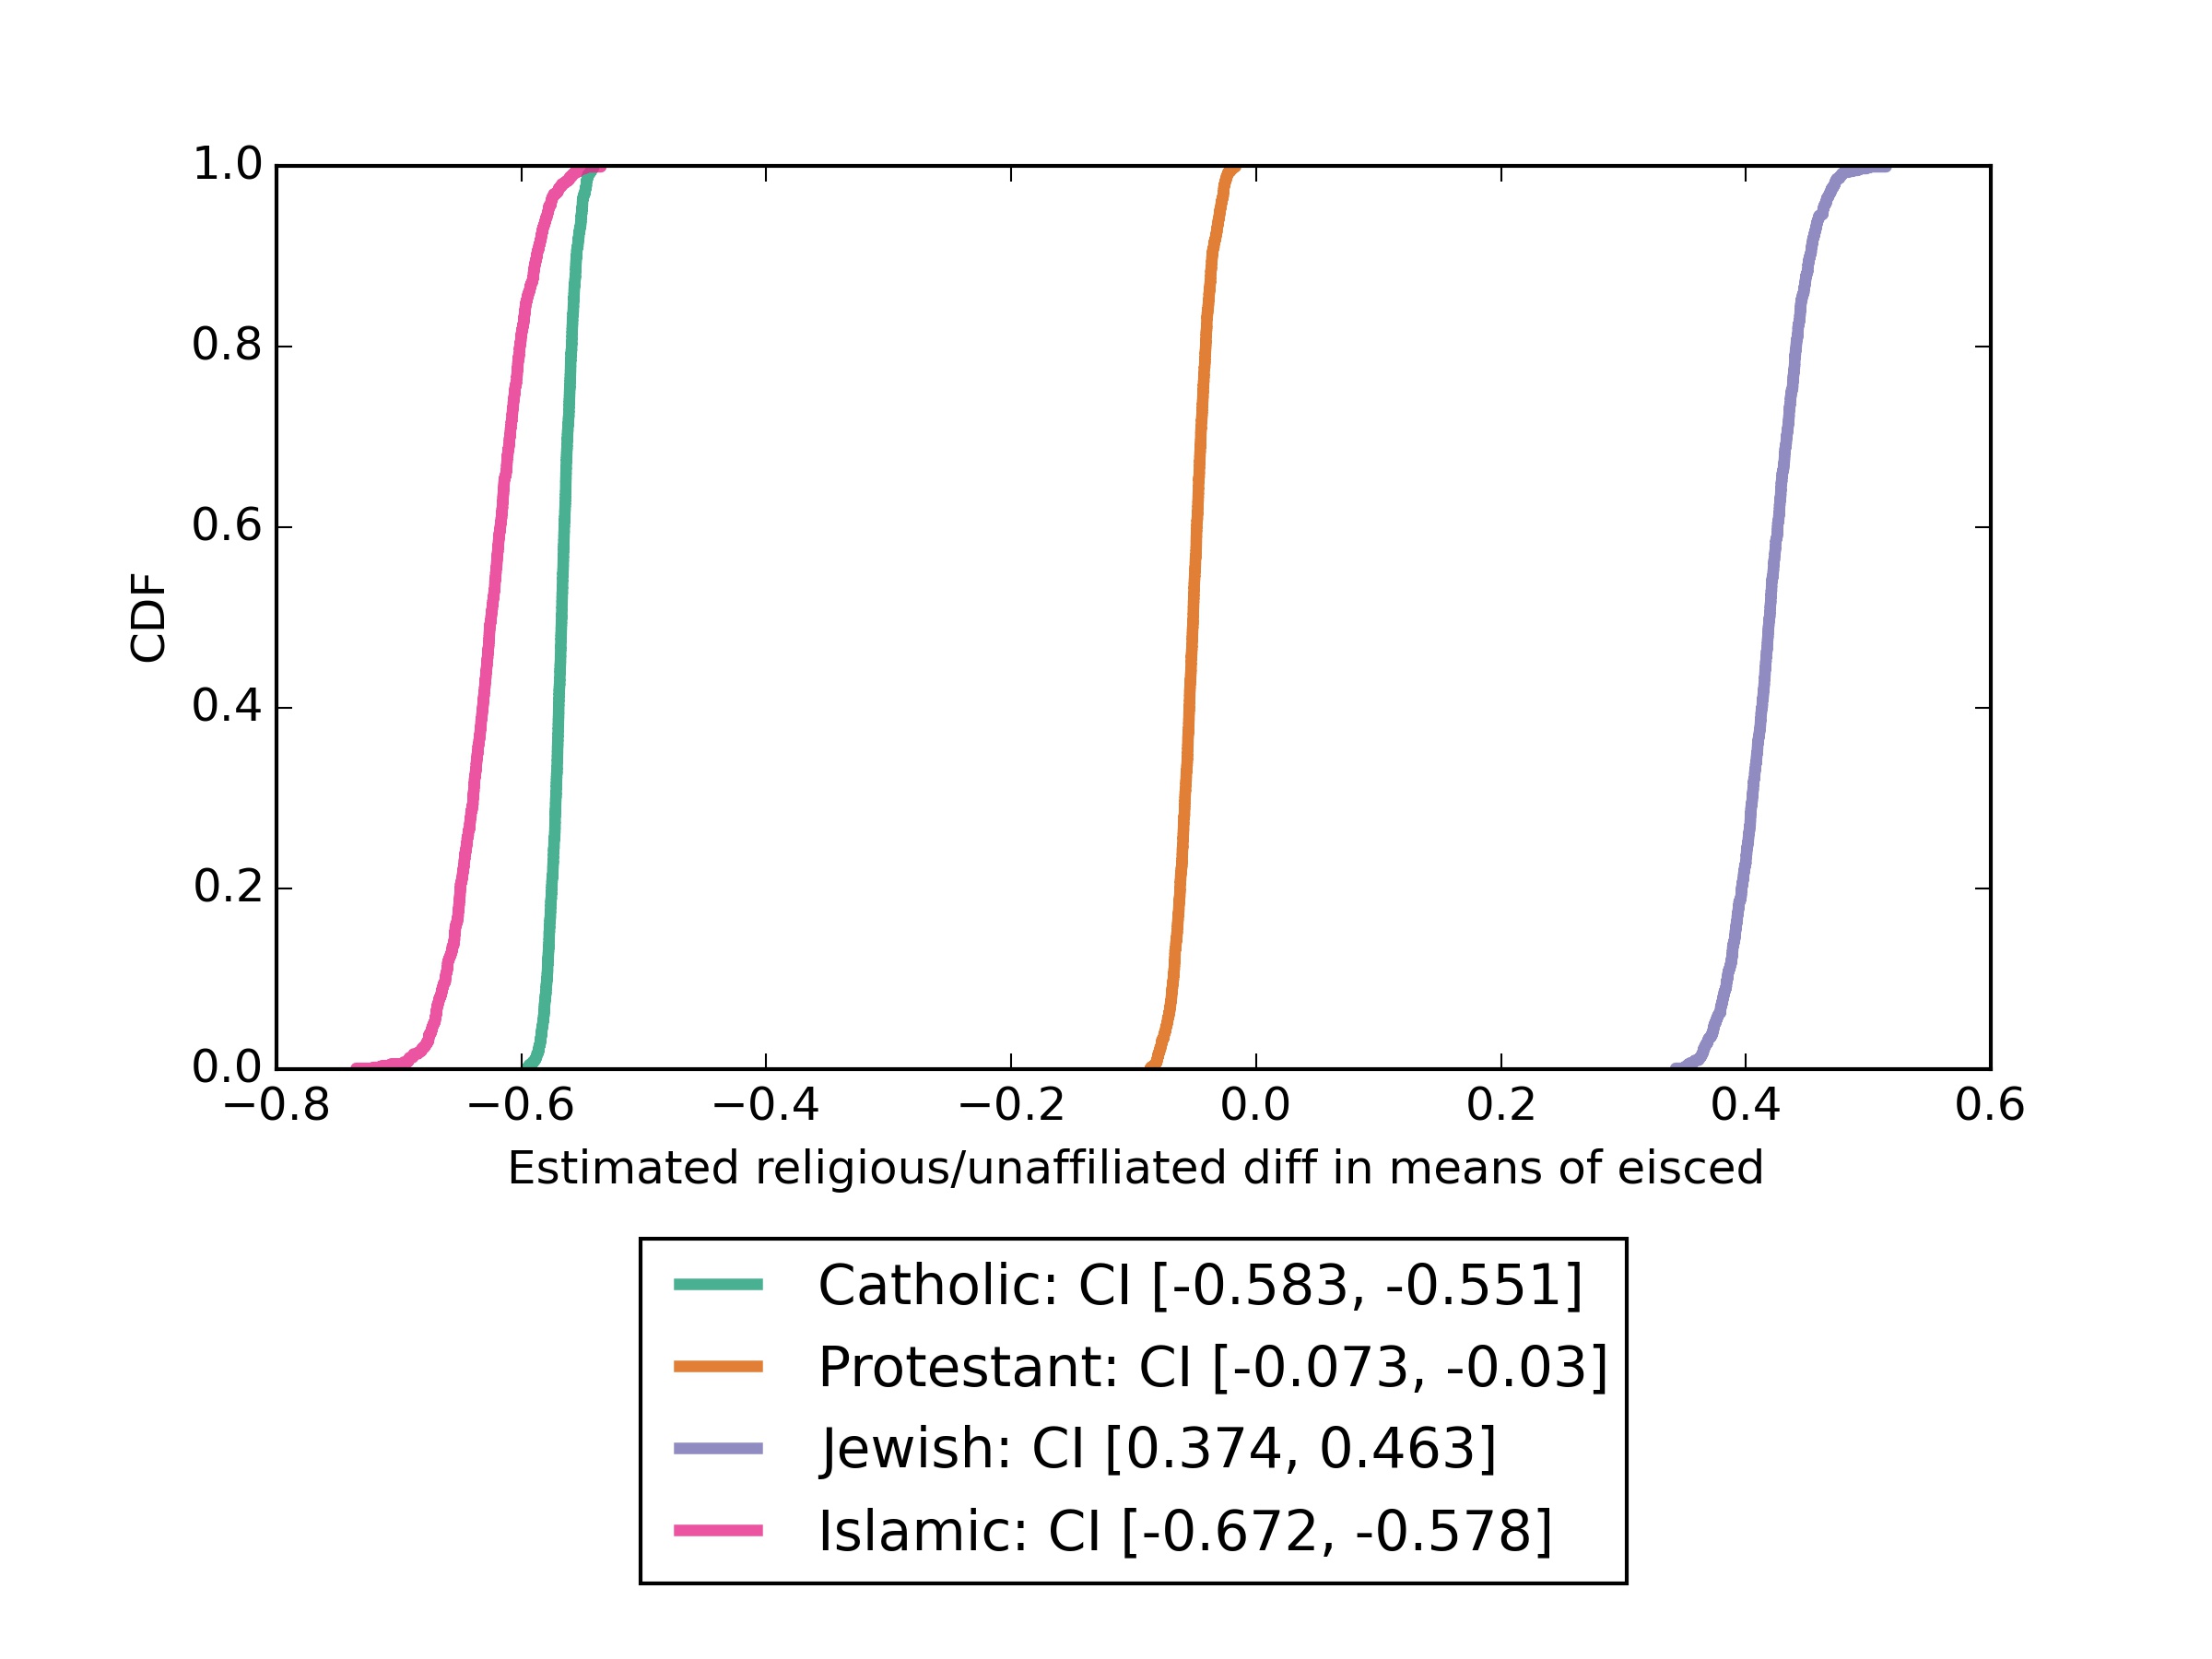 1.0
0.8
0.6
0.4
0.2
0.0
CDF
−0.8 −0.6 −0.4 −0.2 0.0 0.2 0.4 0.6
Estimated religious/unaffiliated diff in means of eisced
Catholic: CI [-0.583, -0.551]
Protestant: CI [-0.073, -0.03]
Jewish: CI [0.374, 0.463]
Islamic: CI [-0.672, -0.578]